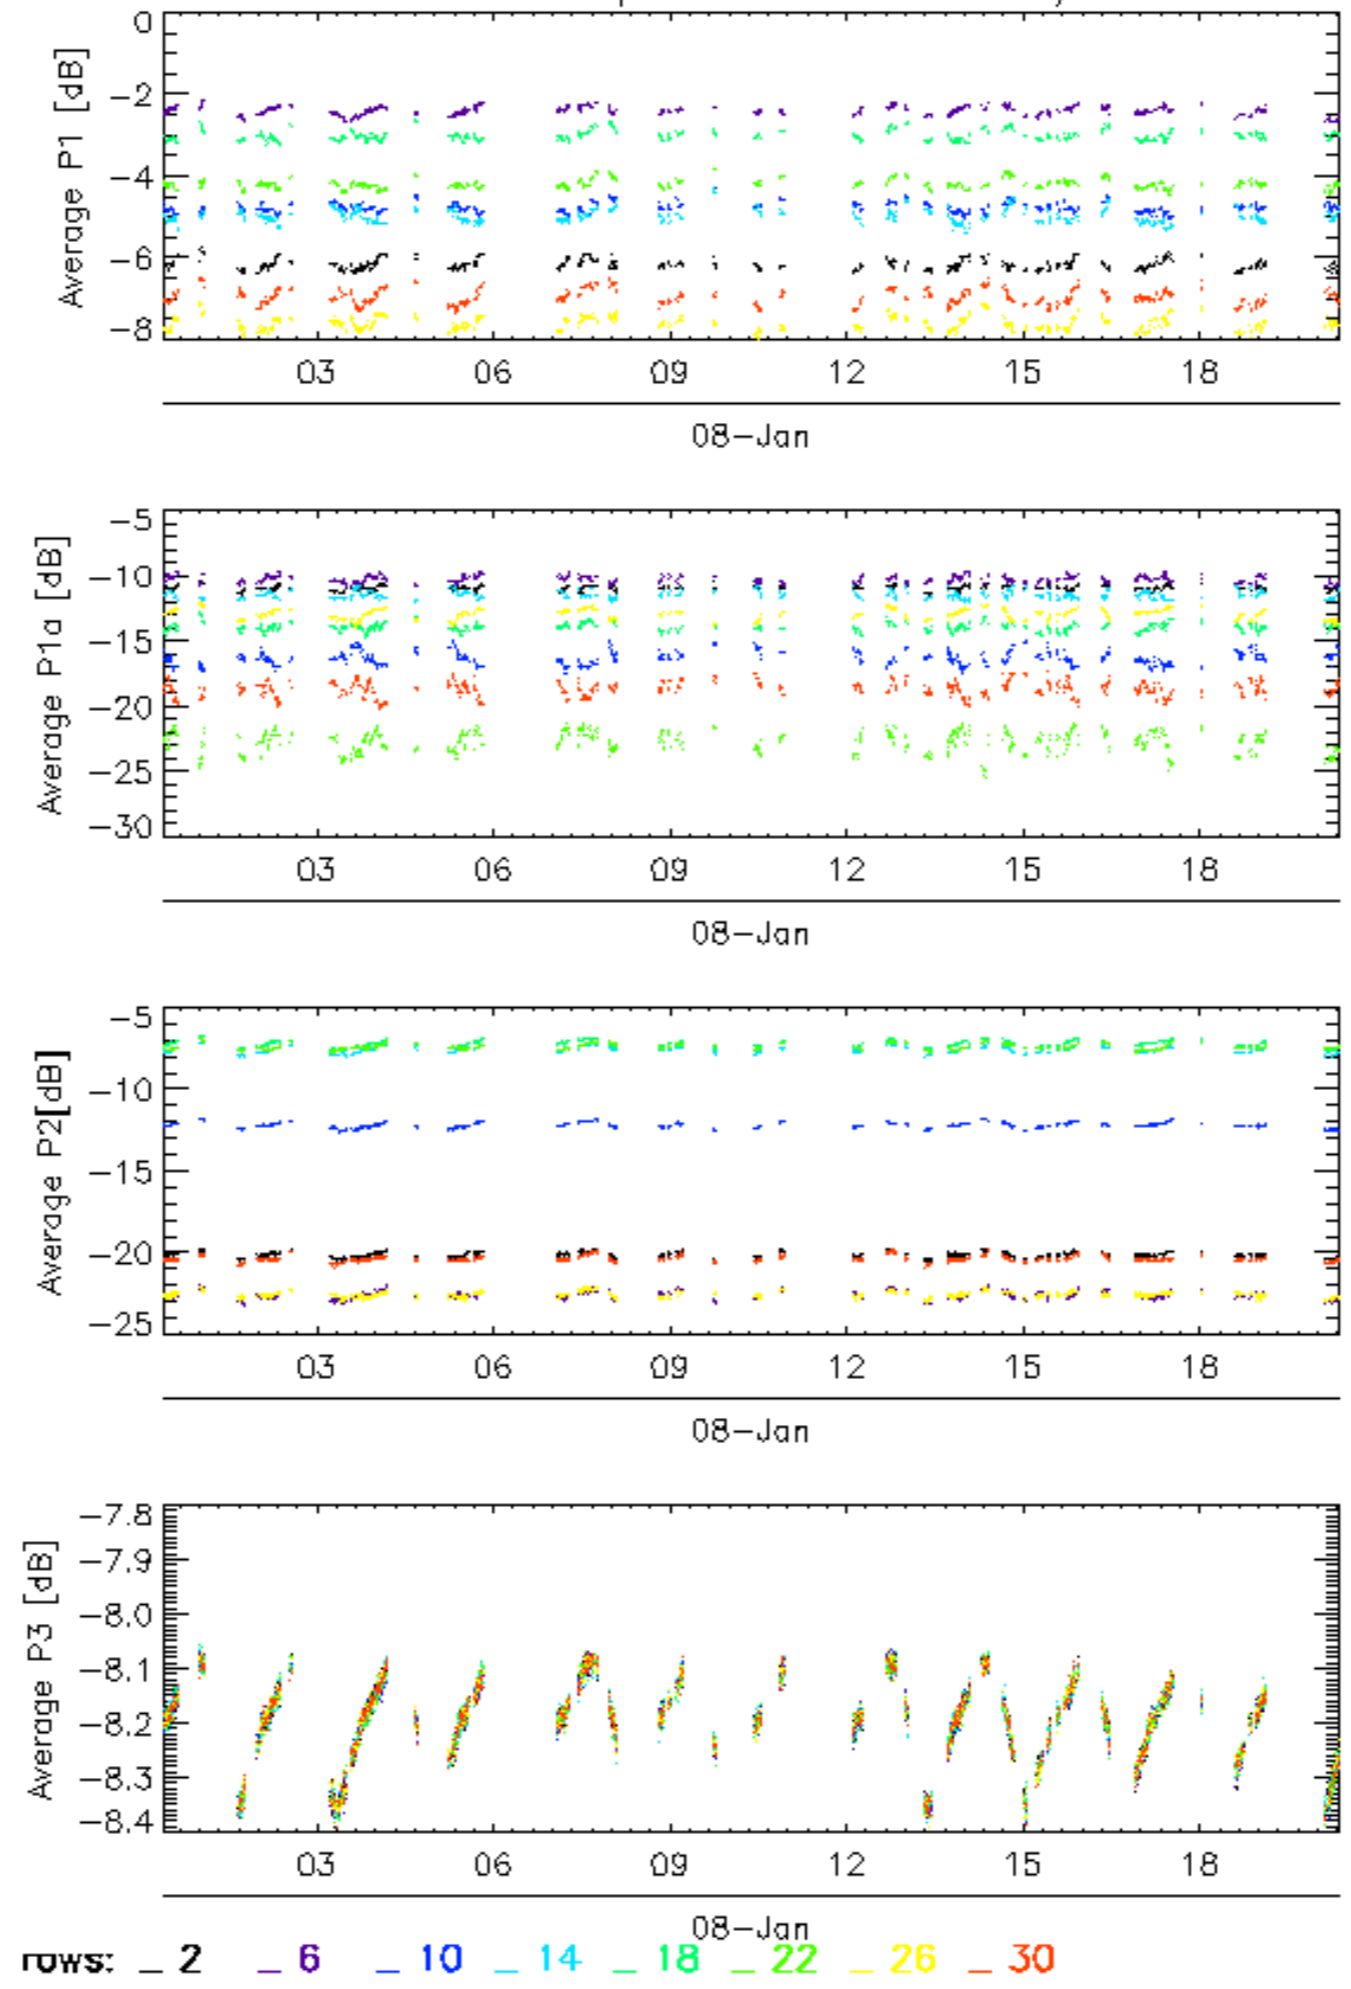 0
−2
−4
−6
−8
Average P1 [dB]
03 06 09 12 15 18
08−Jan
−5
−10
−15
−20
−25
−30
Average P1a [dB]
03 06 09 12 15 18
08−Jan
−5
−10
−15
−20
−25
Average P2[dB]
03 06 09 12 15 18
08−Jan
−7.8
−7.9
−8.0
−8.1
−8.2
−8.3
−8.4
Average P3 [dB]
03 06 09 12 15 18
08−Jan
rows: _ 2 _ 6 _ 10 _ 14 _ 18 _ 22 _ 26 _ 30